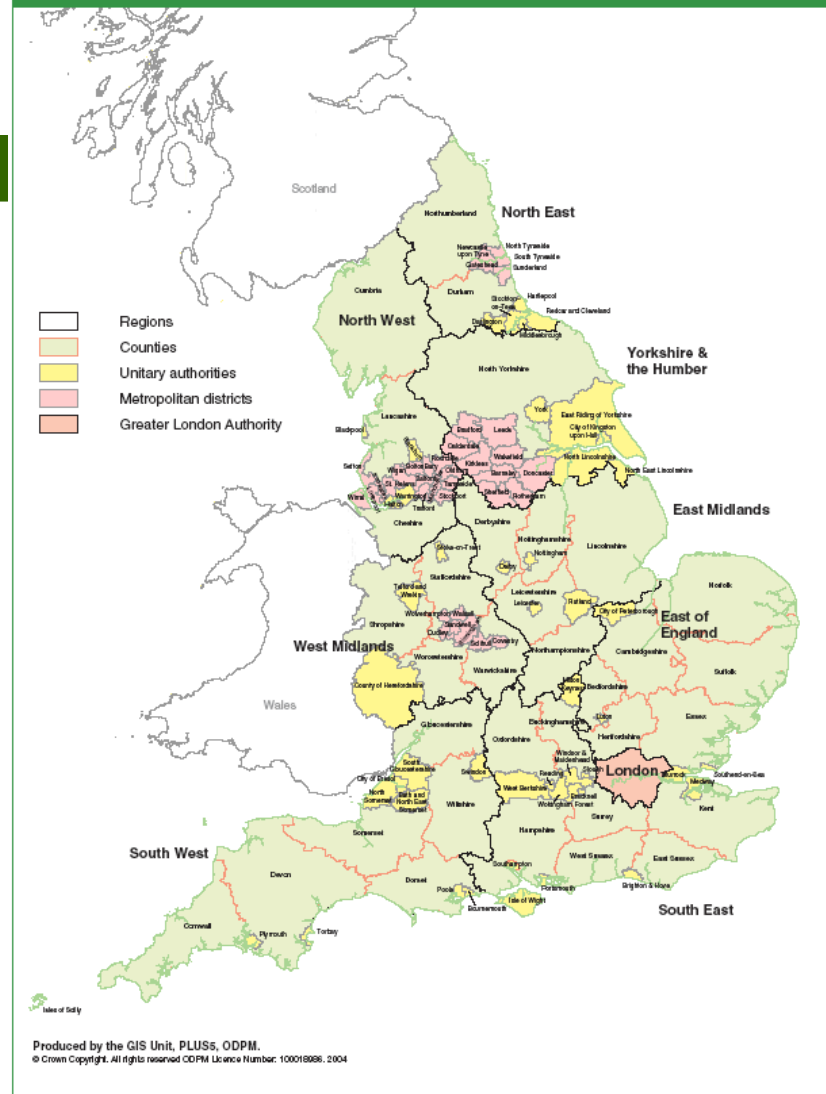 Scotland
Northumberland
North East
Newcastle
upon Tyne
North Tyneside
South Tyneside
Gateshead
Sunderland
Cumbria
Durham
Hartlepool
Stockton-
on-Tees
Redcar and Cleveland
Darlington
Middlesbrough
North West
Regions
Counties
Unitary authorities
Metropolitan districts
Greater London Authority
Yorkshire &
the Humber
North Yorkshire
York
East Riding of Yorkshire
City of Kingston
upon Hull
Lancashire
Blackpool
Bradford
Leeds
Calderdale
Wakefield
Kirklees
Barnsley
Doncaster
North Lincolnshire
North East Lincolnshire
Sheffield
Rotherham
Sefton
Wigan
Bolton
Bury
Rochdale
Oldham
Salford
Tameside
St. Helens
Wirral
Halton
Warrington
Trafford
Stockport
Cheshire
Derbyshire
East Midlands
Nottinghamshire
Nottingham
Lincolnshire
Stoke-on-Trent
Derby
Staffordshire
Norfolk
Telford and
Wrekin
Leicestershire
Leicester
Rutland
City of Peterborough
East of
England
Shropshire
Wolverhampton
Walsall
Sandwell
Dudley
Solihull
Coventry
West Midlands
Worcestershire
Warwickshire
Northamptonshire
Cambridgeshire
Suffolk
County of Herefordshire
Milton
Keynes
Bedfordshire
Wales
Gloucestershire
Oxfordshire
Buckinghamshire
Luton
Hertfordshire
Essex
South
Gloucestershire
City of Bristol
North
Somerset
Bath and
North East
Somerset
Swindon
Wiltshire
Windsor &
Maidenhead
Slough
Reading
West Berkshire
Bracknell
Forest
Wokingham
London
Thurrock
Southend-on-Sea
Medway
Kent
Surrey
Hampshire
Somerset
South West
Devon
Dorset
Southampton
West Sussex
East Sussex
Poole
Portsmouth
Brighton & Hove
Bournemouth
Isle of Wight
South East
Cornwall
Plymouth
Torbay
Isles of Scilly
Produced by the GIS Unit, PLUS5, ODPM.
© Crown Copyright. All rights reserved ODPM Licence Number: 100018986. 2004